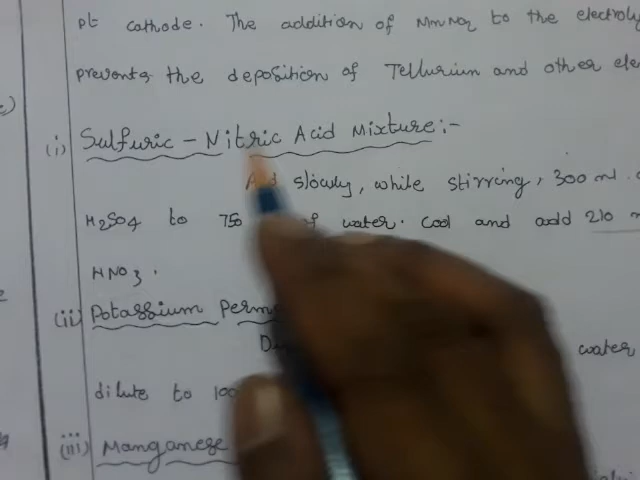 pt cathode. The addition of MnNO2 to the
prevents the deposition of Tellurium and other
(i) Sulfuric - Nitric Acid Mixture :-
Add slowly, while stirring, 300 ml
H2SO4 to 750 of water. Cool and add 210
HNO3.
(ii) Potassium
water
dilute to
(iii) Manganese